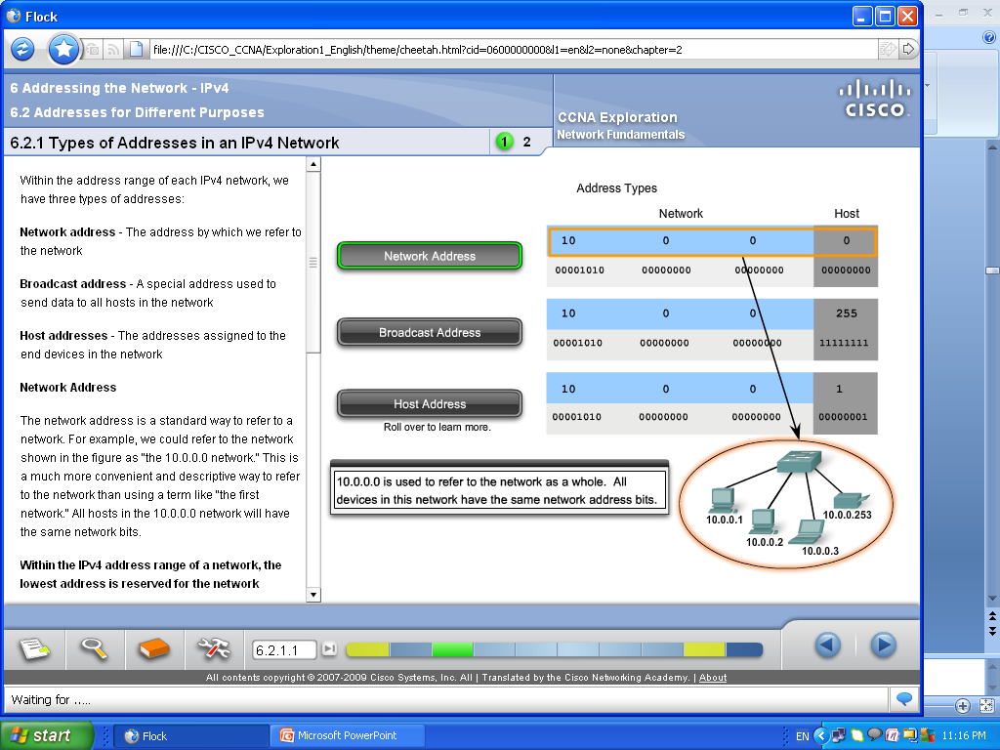 Flock
file:///C:/CISCO_CCNA/Exploration1_English/theme/cheetah.html?cid=0600000000&l1=en&l2=none&chapter=2
6 Addressing the Network - IPv4
6.2 Addresses for Different Purposes
CCNA Exploration
Network Fundamentals
CISCO
6.2.1 Types of Addresses in an IPv4 Network
1 2
Within the address range of each IPv4 network, we
have three types of addresses:
Network address - The address by which we refer to
the network
Broadcast address - A special address used to
send data to all hosts in the network
Host addresses - The addresses assigned to the
end devices in the network
Network Address
The network address is a standard way to refer to a
network. For example, we could refer to the network
shown in the figure as "the 10.0.0.0 network." This is
a much more convenient and descriptive way to refer
to the network than using a term like "the first
network." All hosts in the 10.0.0.0 network will have
the same network bits.
Within the IPv4 address range of a network, the
lowest address is reserved for the network
Address Types
Network Host
Network Address
10 0 0 0
00001010 00000000 00000000 00000000
Broadcast Address
10 0 0 255
00001010 00000000 00000000 11111111
Host Address
10 0 0 1
00001010 00000000 00000000 00000001
Roll over to learn more.
10.0.0.0 is used to refer to the network as a whole. All
devices in this network have the same network address bits.
10.0.0.1
10.0.0.2
10.0.0.3
10.0.0.253
6.2.1.1
All contents copyright © 2007-2009 Cisco Systems, Inc. All | Translated by the Cisco Networking Academy. | About
Waiting for .....
start
Flock
Microsoft PowerPoint
EN
11:16 PM